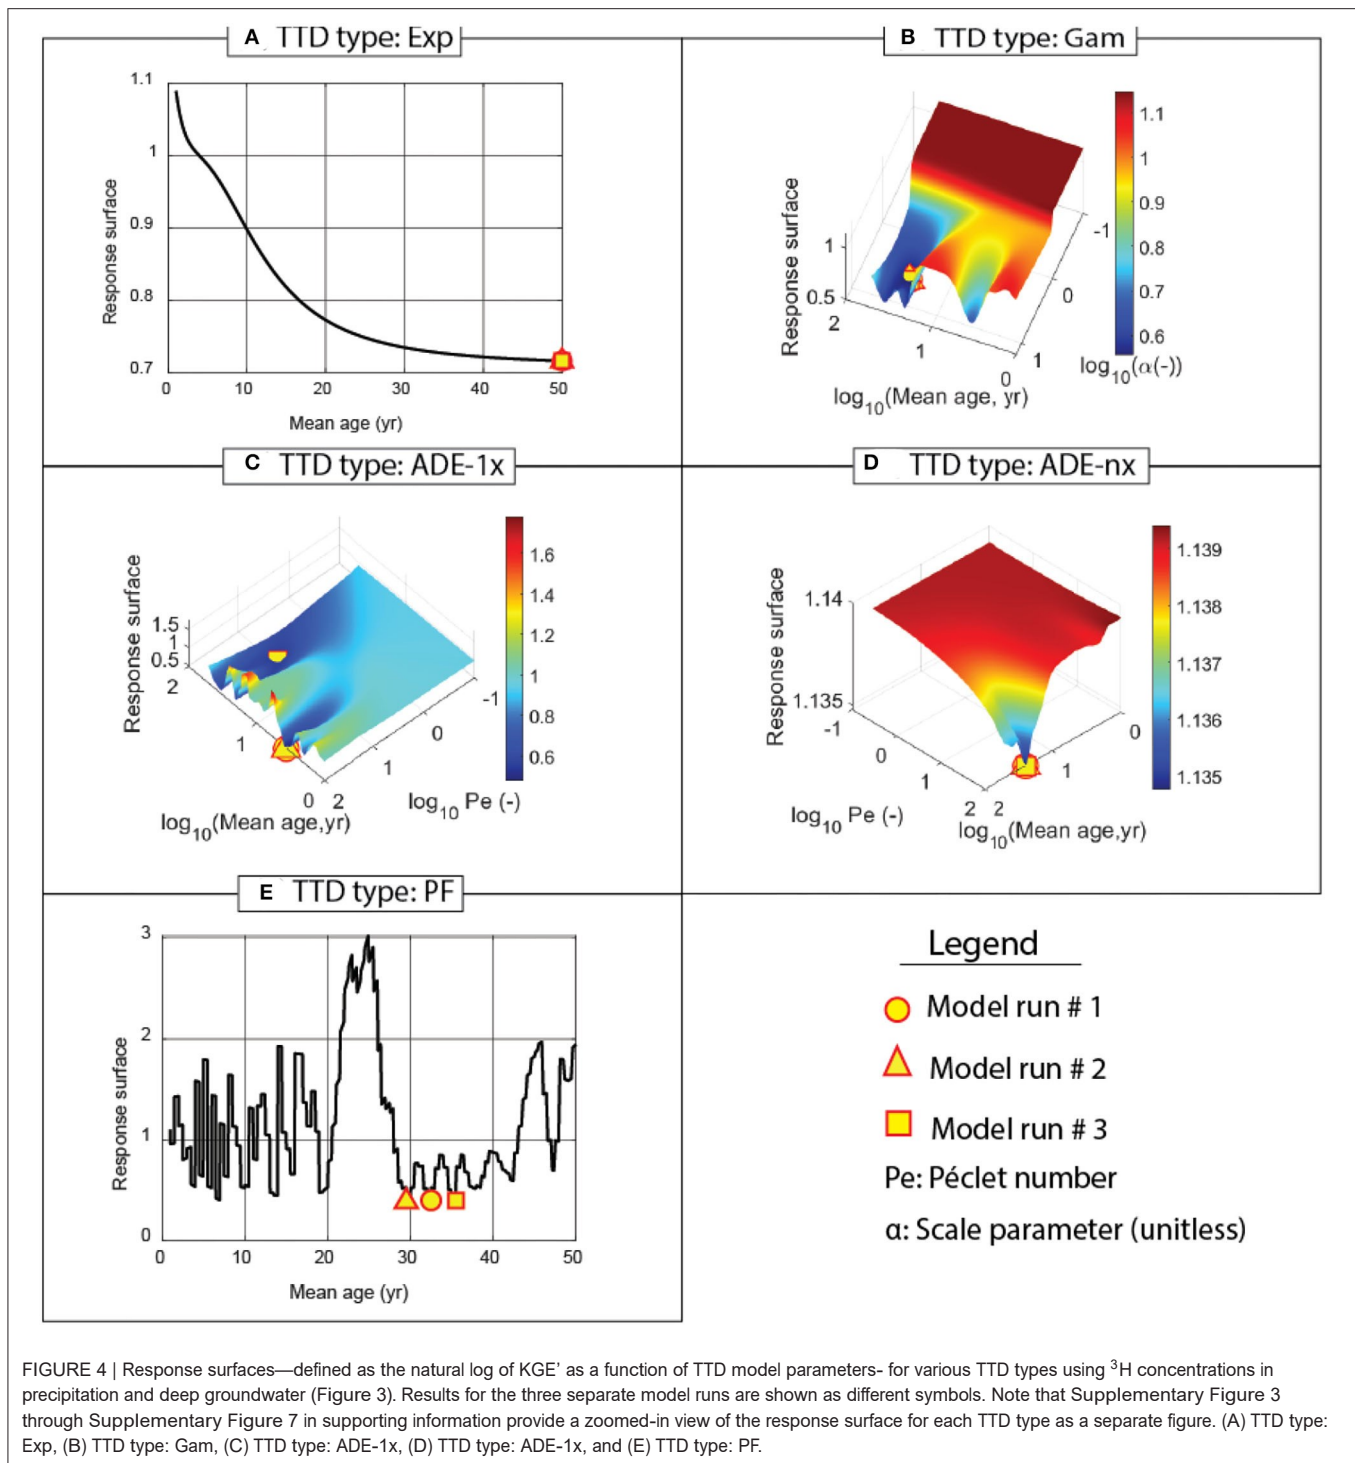 A TTD type: Exp
1.1
1
0.9
0.8
0.7
0 10 20 30 40 50
Response surface
Mean age (yr)
B TTD type: Gam
Response surface
1
0.5
2
1
0
log10(Mean age, yr)
-1
0
1
log10(α(-))
1.1
1
0.9
0.8
0.7
0.6
C TTD type: ADE-1x
Response surface
1.5
1
0.5
2
1
0
log10(Mean age,yr)
-1
0
1
2
log10 Pe (-)
1.6
1.4
1.2
1
0.8
0.6
D TTD type: ADE-nx
Response surface
1.14
1.135
-1
0
1
2
log10 Pe (-)
0
1
2
log10(Mean age,yr)
1.139
1.138
1.137
1.136
1.135
E TTD type: PF
3
2
1
0
0 10 20 30 40 50
Response surface
Mean age (yr)
Legend
Model run # 1
Model run # 2
Model run # 3
Pe: Péclet number
α: Scale parameter (unitless)
FIGURE 4 | Response surfaces—defined as the natural log of KGE’ as a function of TTD model parameters- for various TTD types using 3H concentrations in
precipitation and deep groundwater (Figure 3). Results for the three separate model runs are shown as different symbols. Note that Supplementary Figure 3
through Supplementary Figure 7 in supporting information provide a zoomed-in view of the response surface for each TTD type as a separate figure. (A) TTD type:
Exp, (B) TTD type: Gam, (C) TTD type: ADE-1x, (D) TTD type: ADE-1x, and (E) TTD type: PF.